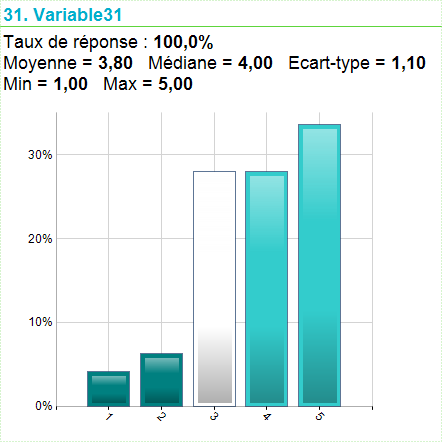 31. Variable31
Taux de réponse : 100,0%
Moyenne = 3,80 Médiane = 4,00 Ecart-type = 1,10
Min = 1,00 Max = 5,00
30%
20%
10%
0%
1 2 3 4 5